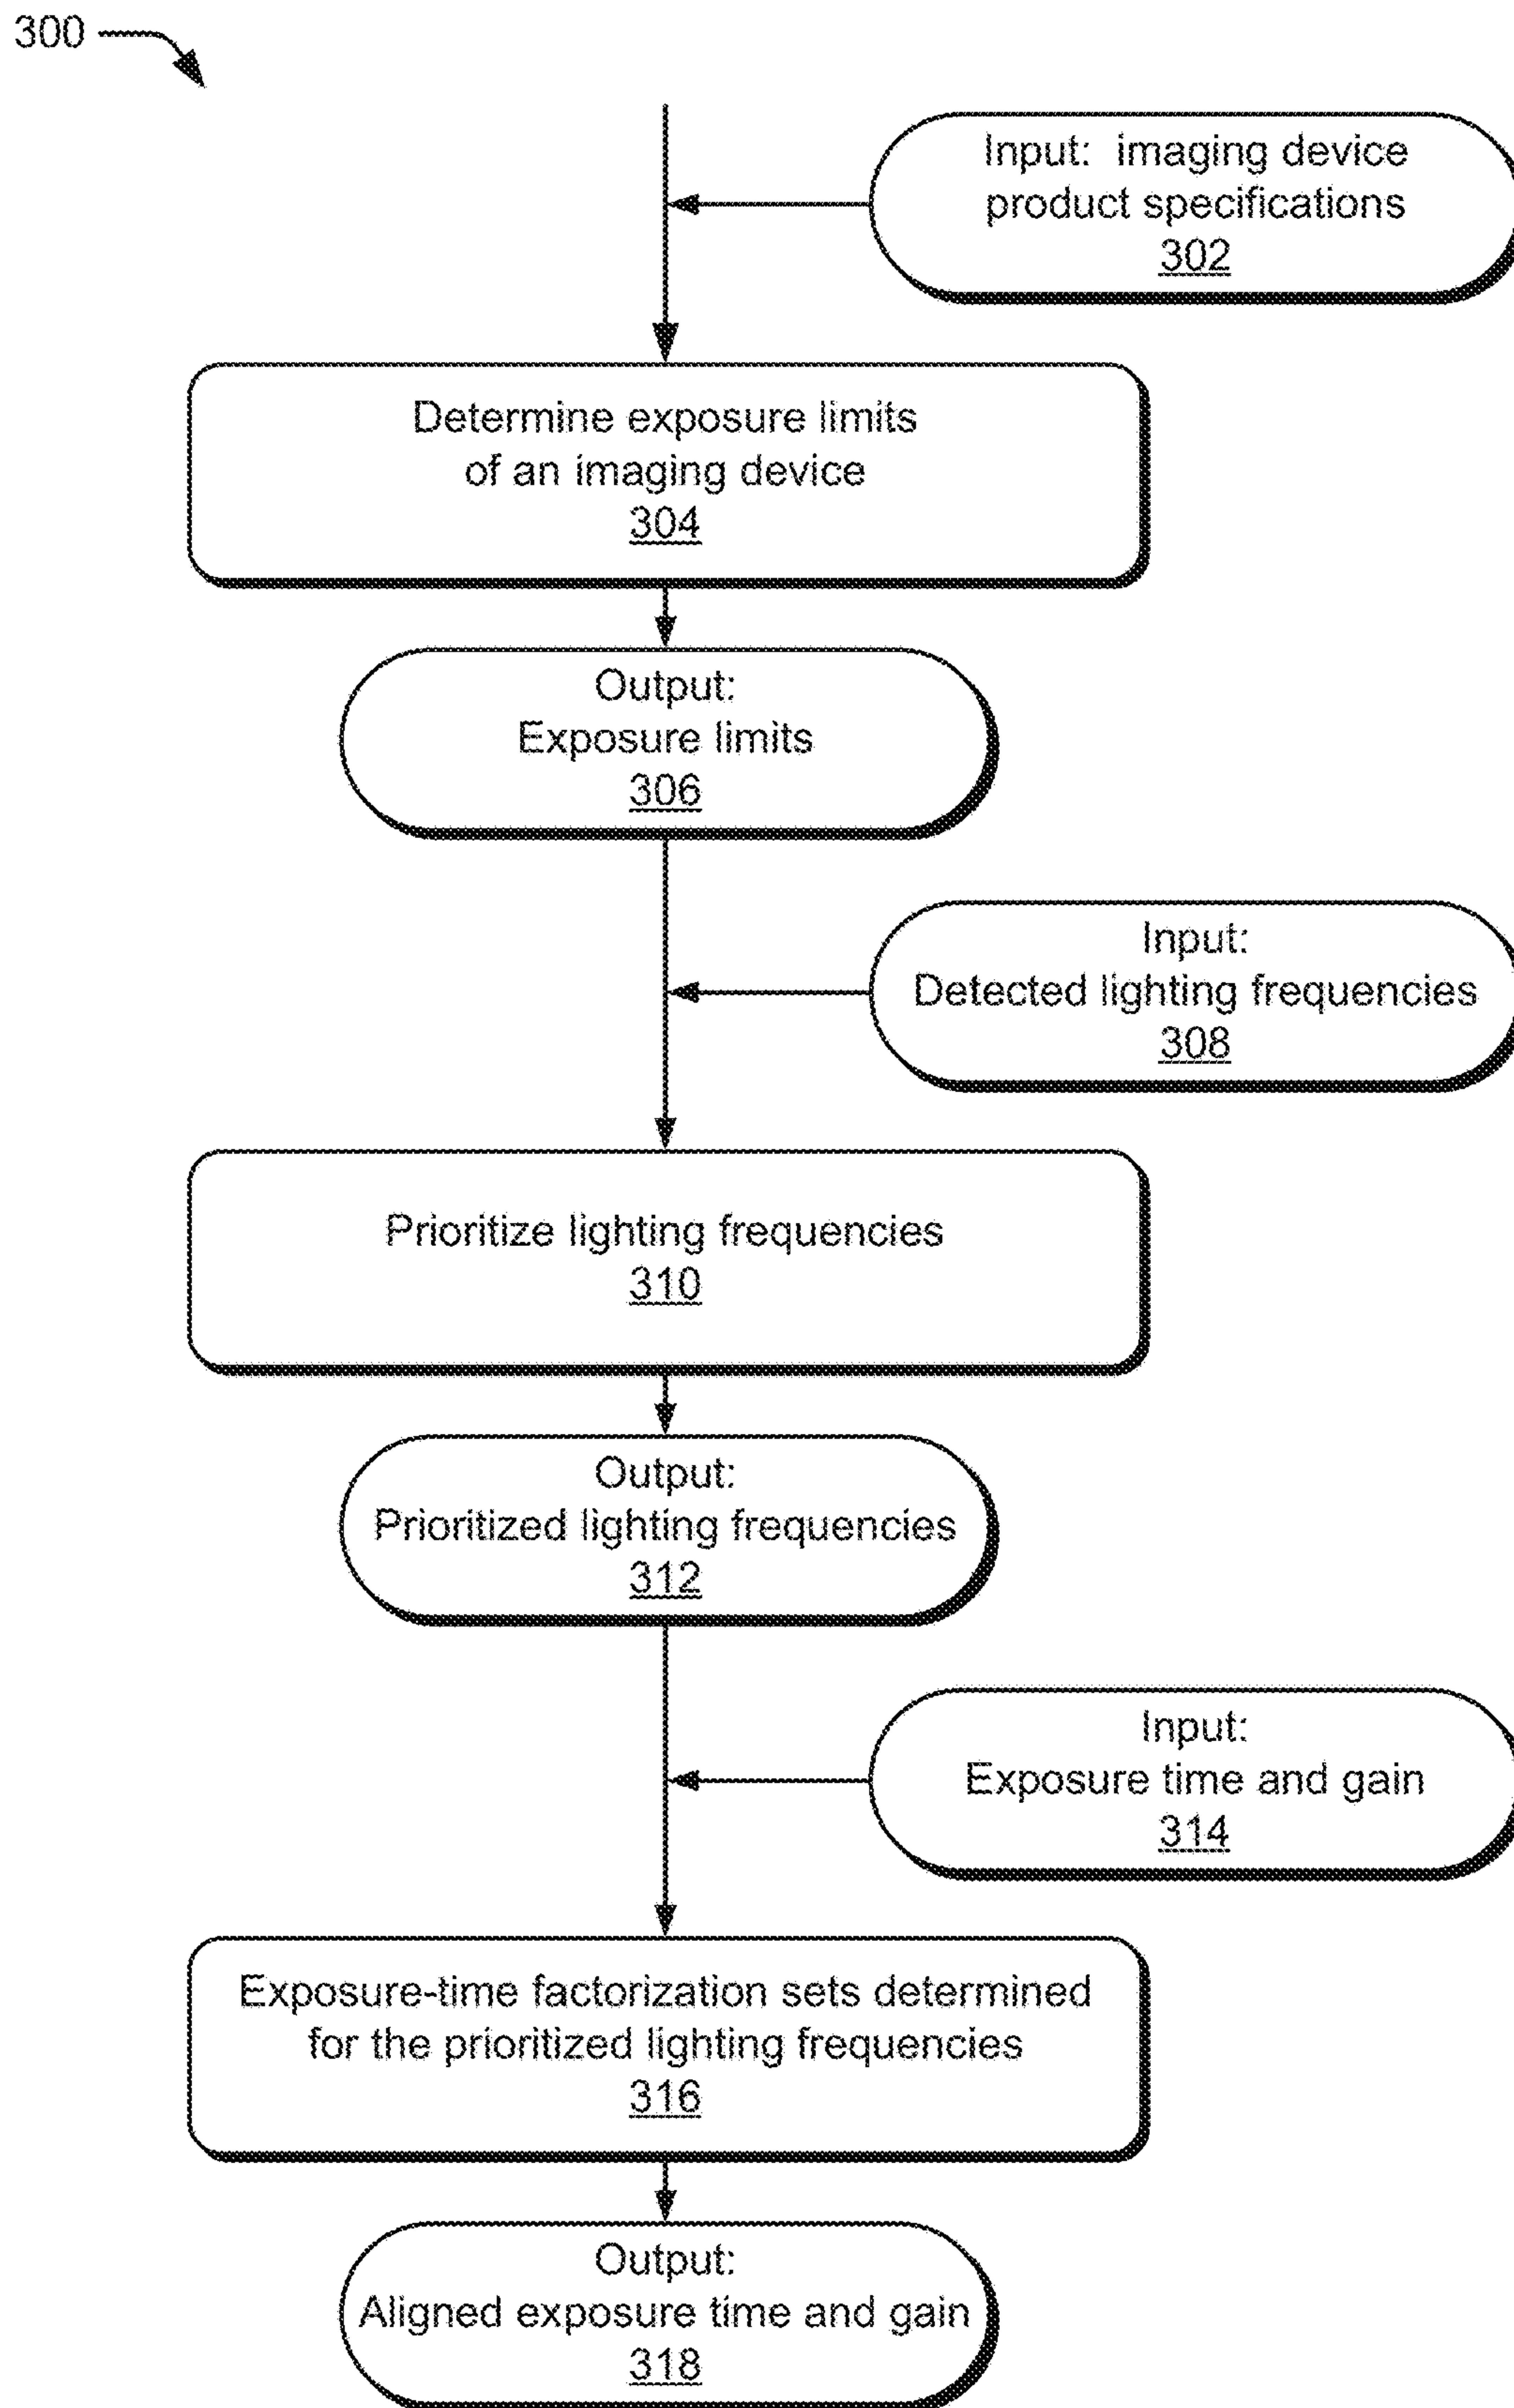 300
Input: imaging device
product specifications
302
Determine exposure limits
of an imaging device
304
Output:
Exposure limits
306
Input:
Detected lighting frequencies
308
Prioritize lighting frequencies
310
Output:
Prioritized lighting frequencies
312
Input:
Exposure time and gain
314
Exposure-time factorization sets determined
for the prioritized lighting frequencies
316
Output:
Aligned exposure time and gain
318